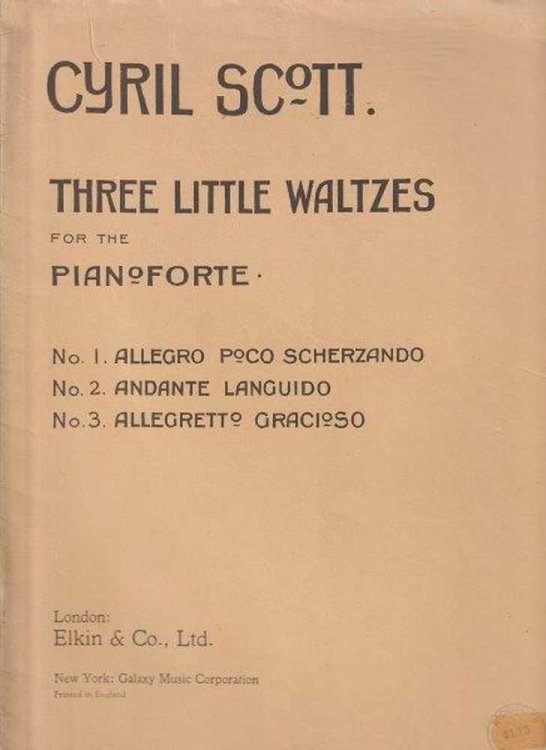 CYRIL SCOTT.
THREE LITTLE WALTZES
FOR THE
PIANOFORTE.
No. 1. ALLEGRO POCO SCHERZANDO
No. 2. ANDANTE LANGUIDO
No. 3. ALLEGRETTO GRACIOSO
London:
Elkin & Co., Ltd.
New York: Galaxy Music Corporation
Printed in England